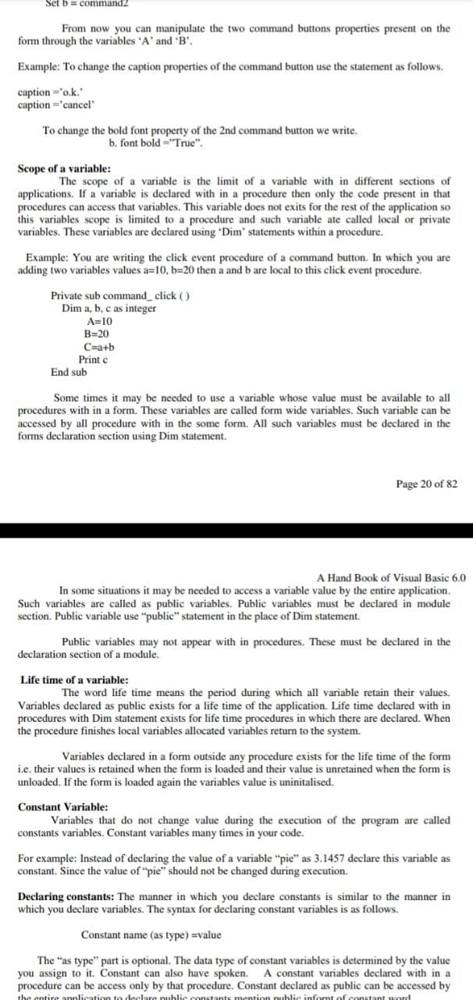 Set b = command2
From now you can manipulate the two command buttons properties present on the
form through the variables ‘A’ and ‘B’.
Example: To change the caption properties of the command button use the statement as follows.
caption =’o.k.’
caption =’cancel’
To change the bold font property of the 2nd command button we write.
b. font bold =”True”.
Scope of a variable:
The scope of a variable is the limit of a variable with in different sections of
applications. If a variable is declared with in a procedure then only the code present in that
procedures can access that variables. This variable does not exits for the rest of the application so
this variables scope is limited to a procedure and such variable ate called local or private
variables. These variables are declared using ‘Dim’ statements within a procedure.
Example: You are writing the click event procedure of a command button. In which you are
adding two variables values a=10, b=20 then a and b are local to this click event procedure.
Private sub command_ click ( )
Dim a, b, c as integer
A=10
B=20
C=a+b
Print c
End sub
Some times it may be needed to use a variable whose value must be available to all
procedures with in a form. These variables are called form wide variables. Such variable can be
accessed by all procedure with in the some form. All such variables must be declared in the
forms declaration section using Dim statement.
Page 20 of 82
A Hand Book of Visual Basic 6.0
In some situations it may be needed to access a variable value by the entire application.
Such variables are called as public variables. Public variables must be declared in module
section. Public variable use “public” statement in the place of Dim statement.
Public variables may not appear with in procedures. These must be declared in the
declaration section of a module.
Life time of a variable:
The word life time means the period during which all variable retain their values.
Variables declared as public exists for a life time of the application. Life time declared with in
procedures with Dim statement exists for life time procedures in which there are declared. When
the procedure finishes local variables allocated variables return to the system.
Variables declared in a form outside any procedure exists for the life time of the form
i.e. their values is retained when the form is loaded and their value is unretained when the form is
unloaded. If the form is loaded again the variables value is uninitalised.
Constant Variable:
Variables that do not change value during the execution of the program are called
constants variables. Constant variables many times in your code.
For example: Instead of declaring the value of a variable “pie” as 3.1457 declare this variable as
constant. Since the value of “pie” should not be changed during execution.
Declaring constants: The manner in which you declare constants is similar to the manner in
which you declare variables. The syntax for declaring constant variables is as follows.
Constant name (as type) =value
The “as type” part is optional. The data type of constant variables is determined by the value
you assign to it. Constant can also have spoken. A constant variables declared with in a
procedure can be access only by that procedure. Constant declared as public can be accessed by
the entire application to declare public constants mention public infornt of constant word